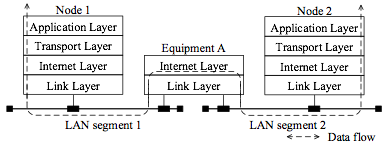 Node 1
Application Layer
Transport Layer
Internet Layer
Link Layer
Equipment A
Internet Layer
Link Layer
Node 2
Application Layer
Transport Layer
Internet Layer
Link Layer
LAN segment 1
LAN segment 2
Data flow